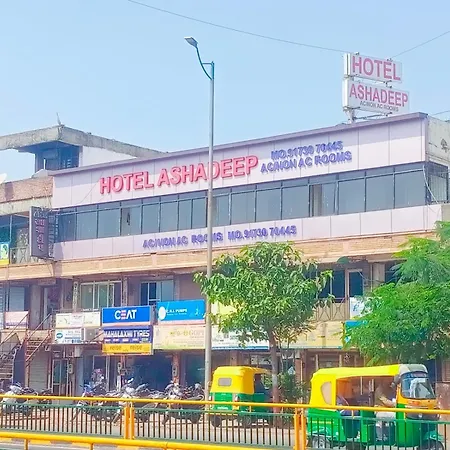 HOTEL
ASHADEEP
AC/NON AC ROOMS
HOTEL ASHADEEP
MO.91730 70445
AC/NON AC ROOMS
AC/NON AC ROOMS MO.91730 70445
CEAT
MAHALAXMI TYRES